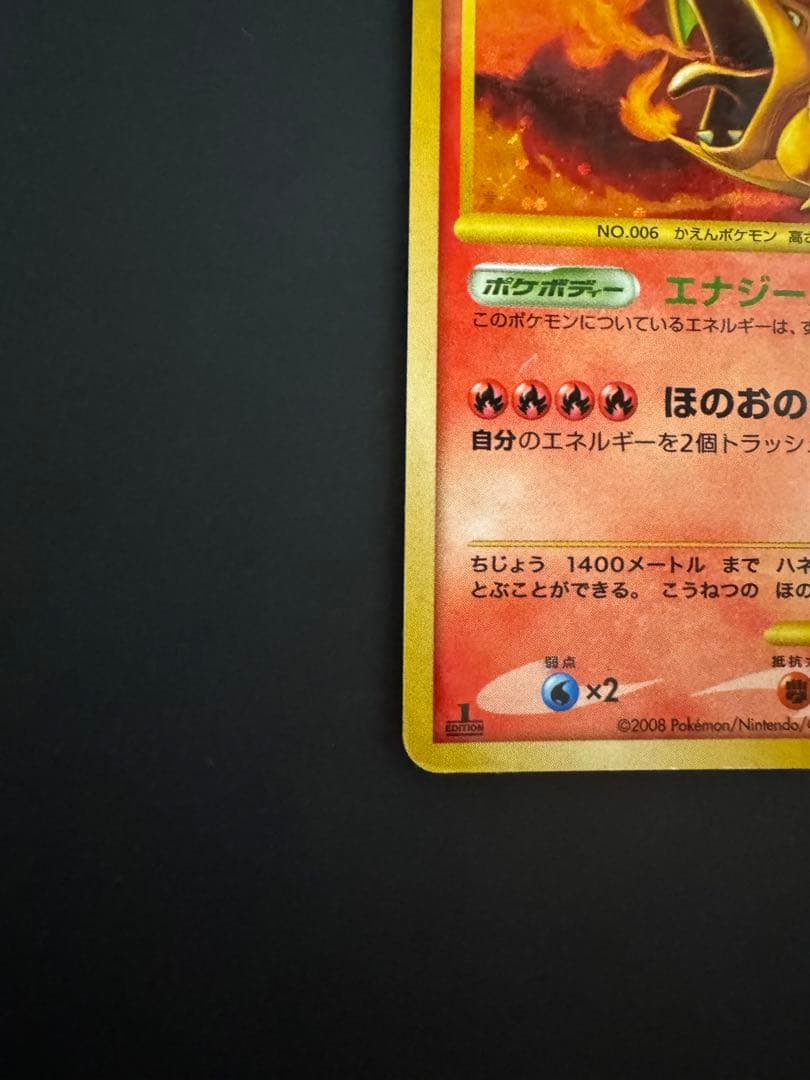 NO.006 かえんポケモン 高さ
ポケボディー エナジー
このポケモンについているエネルギーは、す
ほのおの
自分のエネルギーを2個トラッシュ
ちじょう 1400メートル まで ハネ
とぶことができる。 こうねつの ほの
弱点 抵抗力
×2
1 EDITION
©2008 Pokémon/Nintendo/